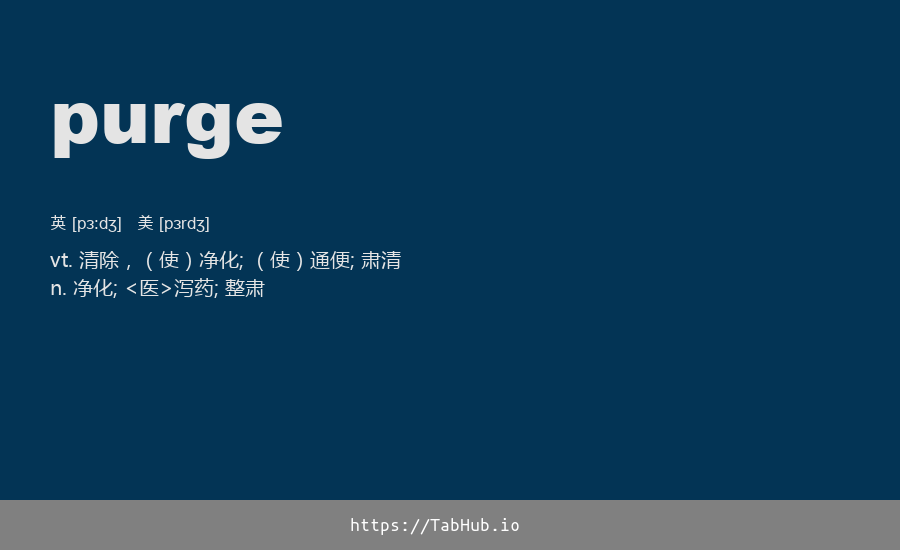 purge
英 [pɜ:dʒ] 美 [pɜrdʒ]
vt. 清除，（使）净化; （使）通便; 肃清
n. 净化; <医>泻药; 整肃
https://TabHub.io